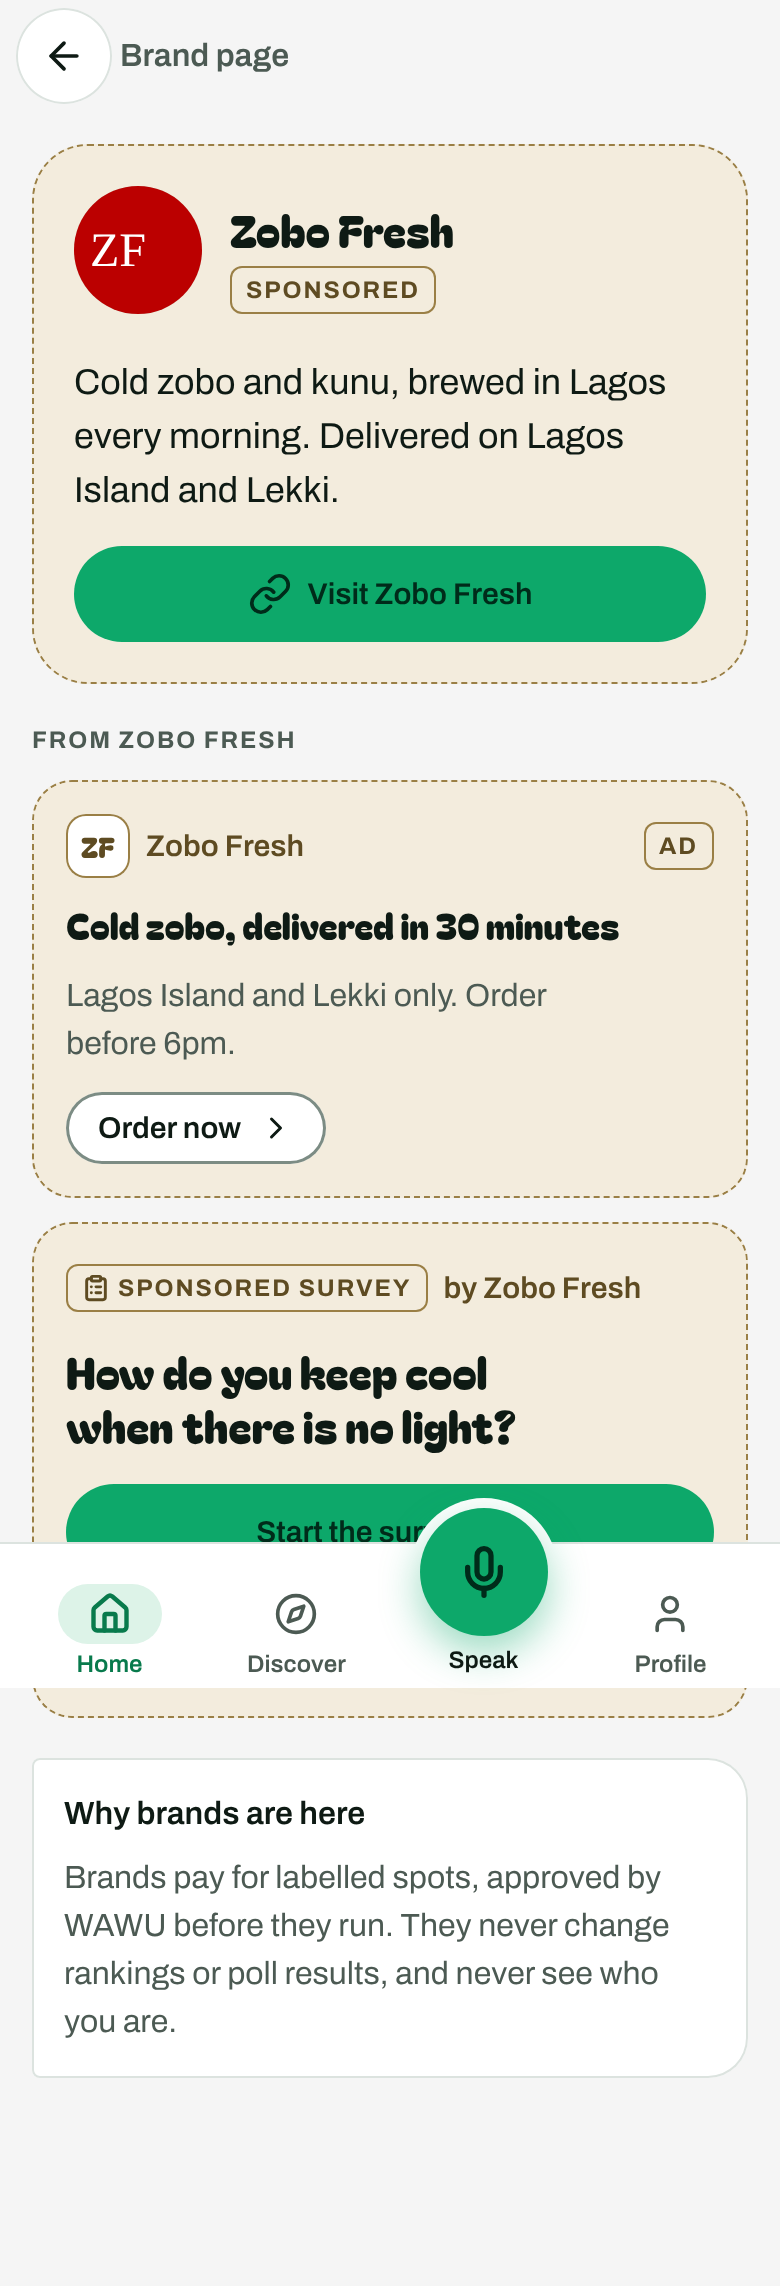 Brand page
ZF
Zobo Fresh
SPONSORED
Cold zobo and kunu, brewed in Lagos
every morning. Delivered on Lagos
Island and Lekki.
Visit Zobo Fresh
FROM ZOBO FRESH
ZF
Zobo Fresh
AD
Cold zobo, delivered in 30 minutes
Lagos Island and Lekki only. Order
before 6pm.
Order now
SPONSORED SURVEY by Zobo Fresh
How do you keep cool
when there is no light?
Start the
Home
Discover
Speak
Profile
Why brands are here
Brands pay for labelled spots, approved by
WAWU before they run. They never change
rankings or poll results, and never see who
you are.